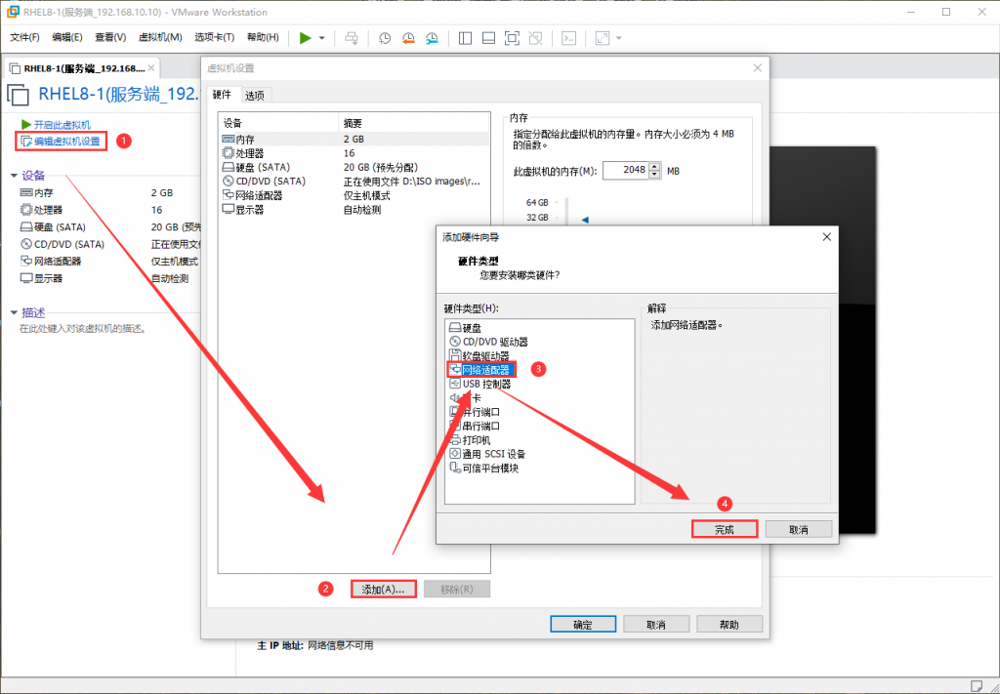 RHEL8-1(服务端_192.168.10.10) - VMware Workstation
文件(F) 编辑(E) 查看(V) 虚拟机(M) 选项卡(T) 帮助(H)
RHEL8-1(服务端_192.168....
RHEL8-1(服务端_192.
开启此虚拟机
编辑虚拟机设置
1
设备
内存 2 GB
处理器 16
硬盘 (SATA) 20 GB (预先
CD/DVD (SATA) 正在使用文件
网络适配器 仅主机模式
显示器 自动检测
描述
在此处键入对该虚拟机的描述。
虚拟机设置
硬件 选项
设备 摘要
内存 2 GB
处理器 16
硬盘 (SATA) 20 GB (预先分配)
CD/DVD (SATA) 正在使用文件 D:\ISO images\r...
网络适配器 仅主机模式
显示器 自动检测
内存
指定分配给此虚拟机的内存量。内存大小必须为 4 MB
的倍数。
此虚拟机的内存(M): 2048 MB
64 GB
32 GB
2
添加(A)... 移除(R)
确定 取消 帮助
添加硬件向导
硬件类型
您要安装哪类硬件?
硬件类型(H):
硬盘
CD/DVD 驱动器
软盘驱动器
网络适配器
3
USB 控制器
卡
并行端口
串行端口
打印机
通用 SCSI 设备
可信平台模块
解释
添加网络适配器。
4
完成 取消
主 IP 地址: 网络信息不可用